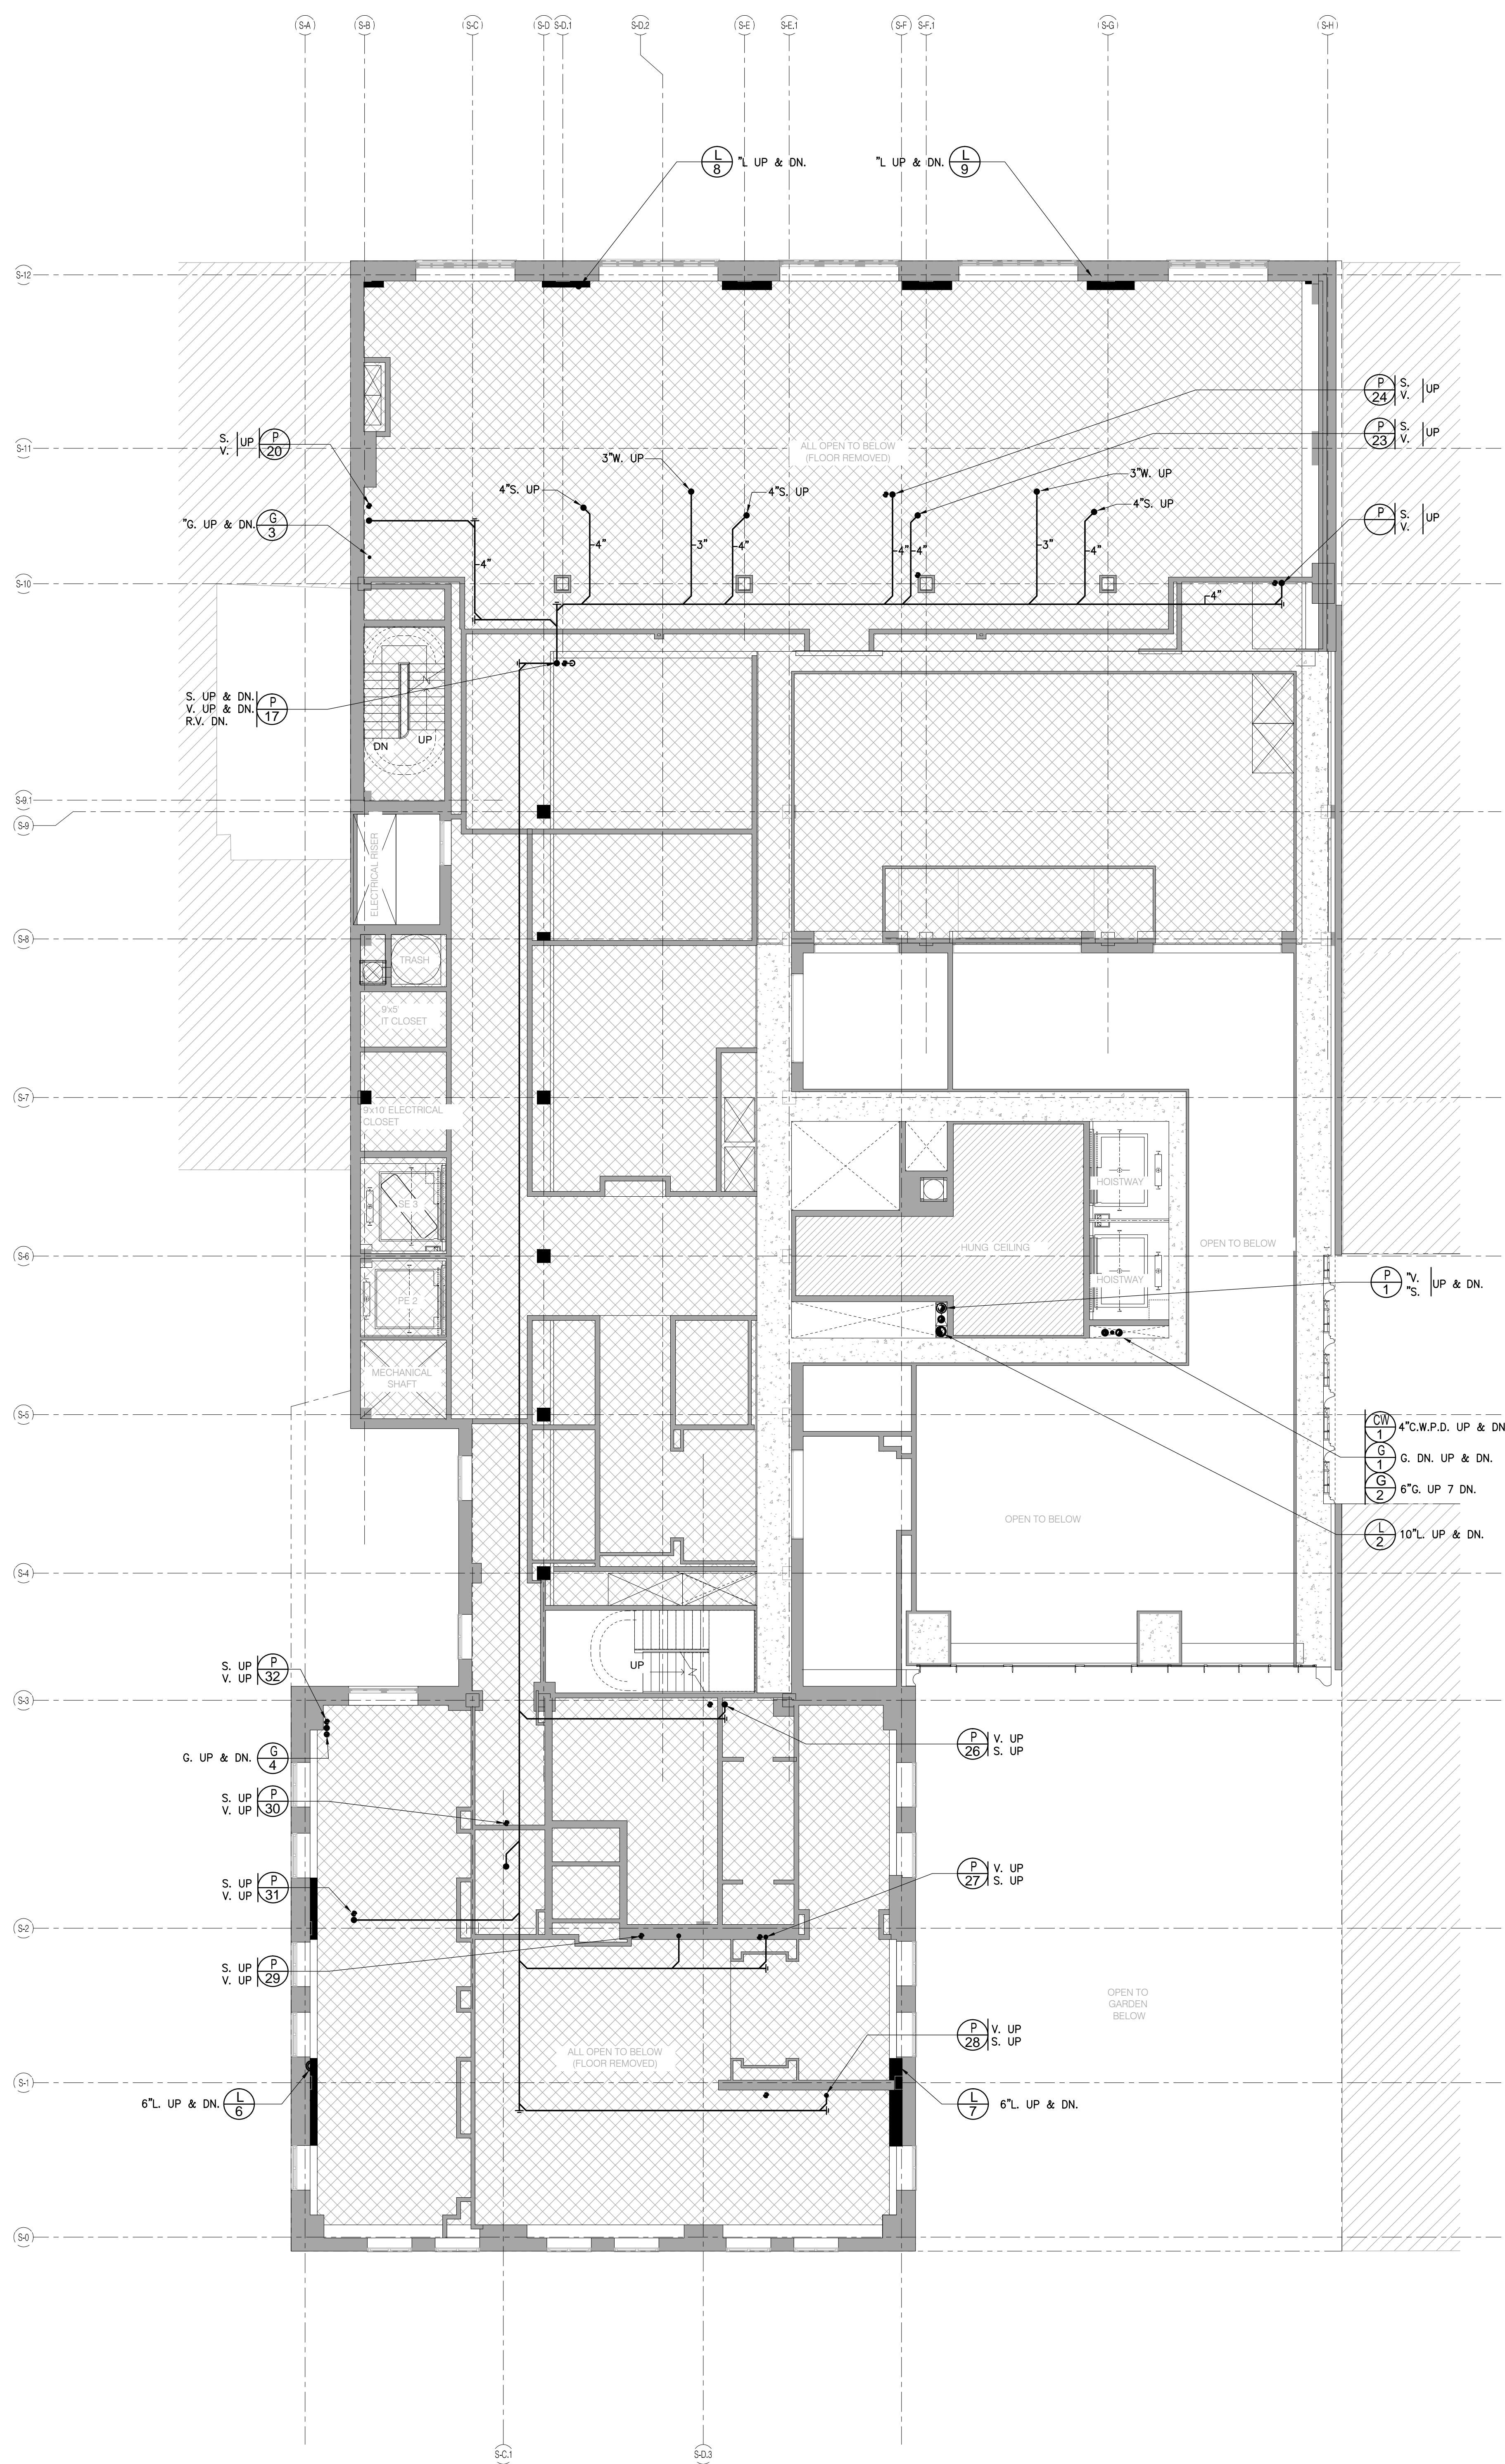 S-A
S-B
S-C
S-D
S-D.1
S-D.2
S-E
S-E.1
S-F
S-F.1
S-G
S-H
L
8
"L UP & DN.
"L UP & DN.
L
9
S-12
P
24
S.
V.
UP
S-11
S.
V.
UP
P
20
ALL OPEN TO BELOW
(FLOOR REMOVED)
P
23
S.
V.
UP
3"W. UP
3"W. UP
4"S. UP
4"S. UP
4"S. UP
"G. UP & DN.
G
3
P
S.
V.
UP
4"
4"
3"
4"
4"
4"
3"
4"
S-10
4"
S. UP & DN.
V. UP & DN.
R.V. DN.
P
17
DN
UP
S-9.1
S-9
ELECTRICAL RISER
S-8
TRASH
9'x5'
IT CLOSET
S-7
9'x10' ELECTRICAL
CLOSET
SE 3
HOISTWAY
S-6
HUNG CEILING
OPEN TO BELOW
HOISTWAY
PE 2
P
1
"V.
"S.
UP & DN.
MECHANICAL
SHAFT
S-5
CW
1
4"C.W.P.D. UP & DN
G
1
G. DN. UP & DN.
G
2
6"G. UP 7 DN.
OPEN TO BELOW
L
2
10"L. UP & DN.
S-4
UP
S. UP
V. UP
P
32
S-3
G. UP & DN.
G
4
P
26
V. UP
S. UP
S. UP
V. UP
P
30
S. UP
V. UP
P
31
P
27
V. UP
S. UP
S-2
S. UP
V. UP
P
29
OPEN TO
GARDEN
BELOW
P
28
V. UP
S. UP
ALL OPEN TO BELOW
(FLOOR REMOVED)
S-1
6"L. UP & DN.
L
6
L
7
6"L. UP & DN.
S-0
S-C.1
S-D.3